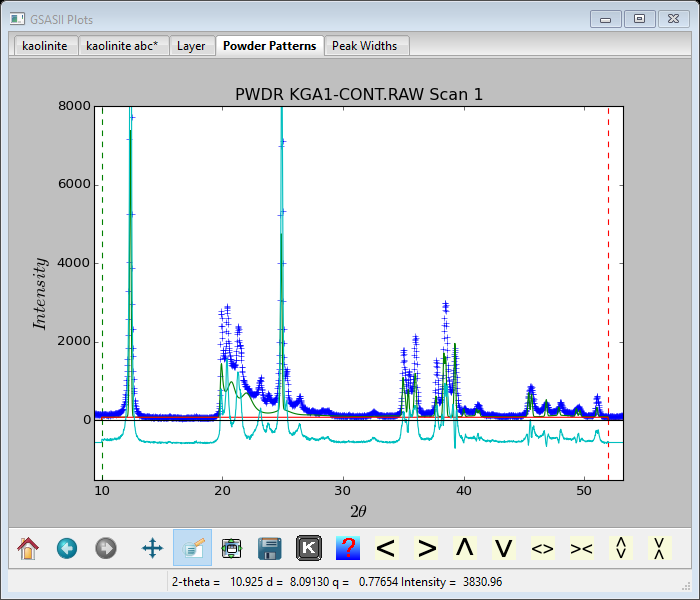 GSASII Plots
kaolinite kaolinite abc* Layer Powder Patterns Peak Widths
PWDR KGA1-CONT.RAW Scan 1
8000
6000
4000
2000
0
Intensity
10 20 30 40 50
2θ
K ? < > Λ V <> ><
2-theta = 10.925 d = 8.09130 q = 0.77654 Intensity = 3830.96